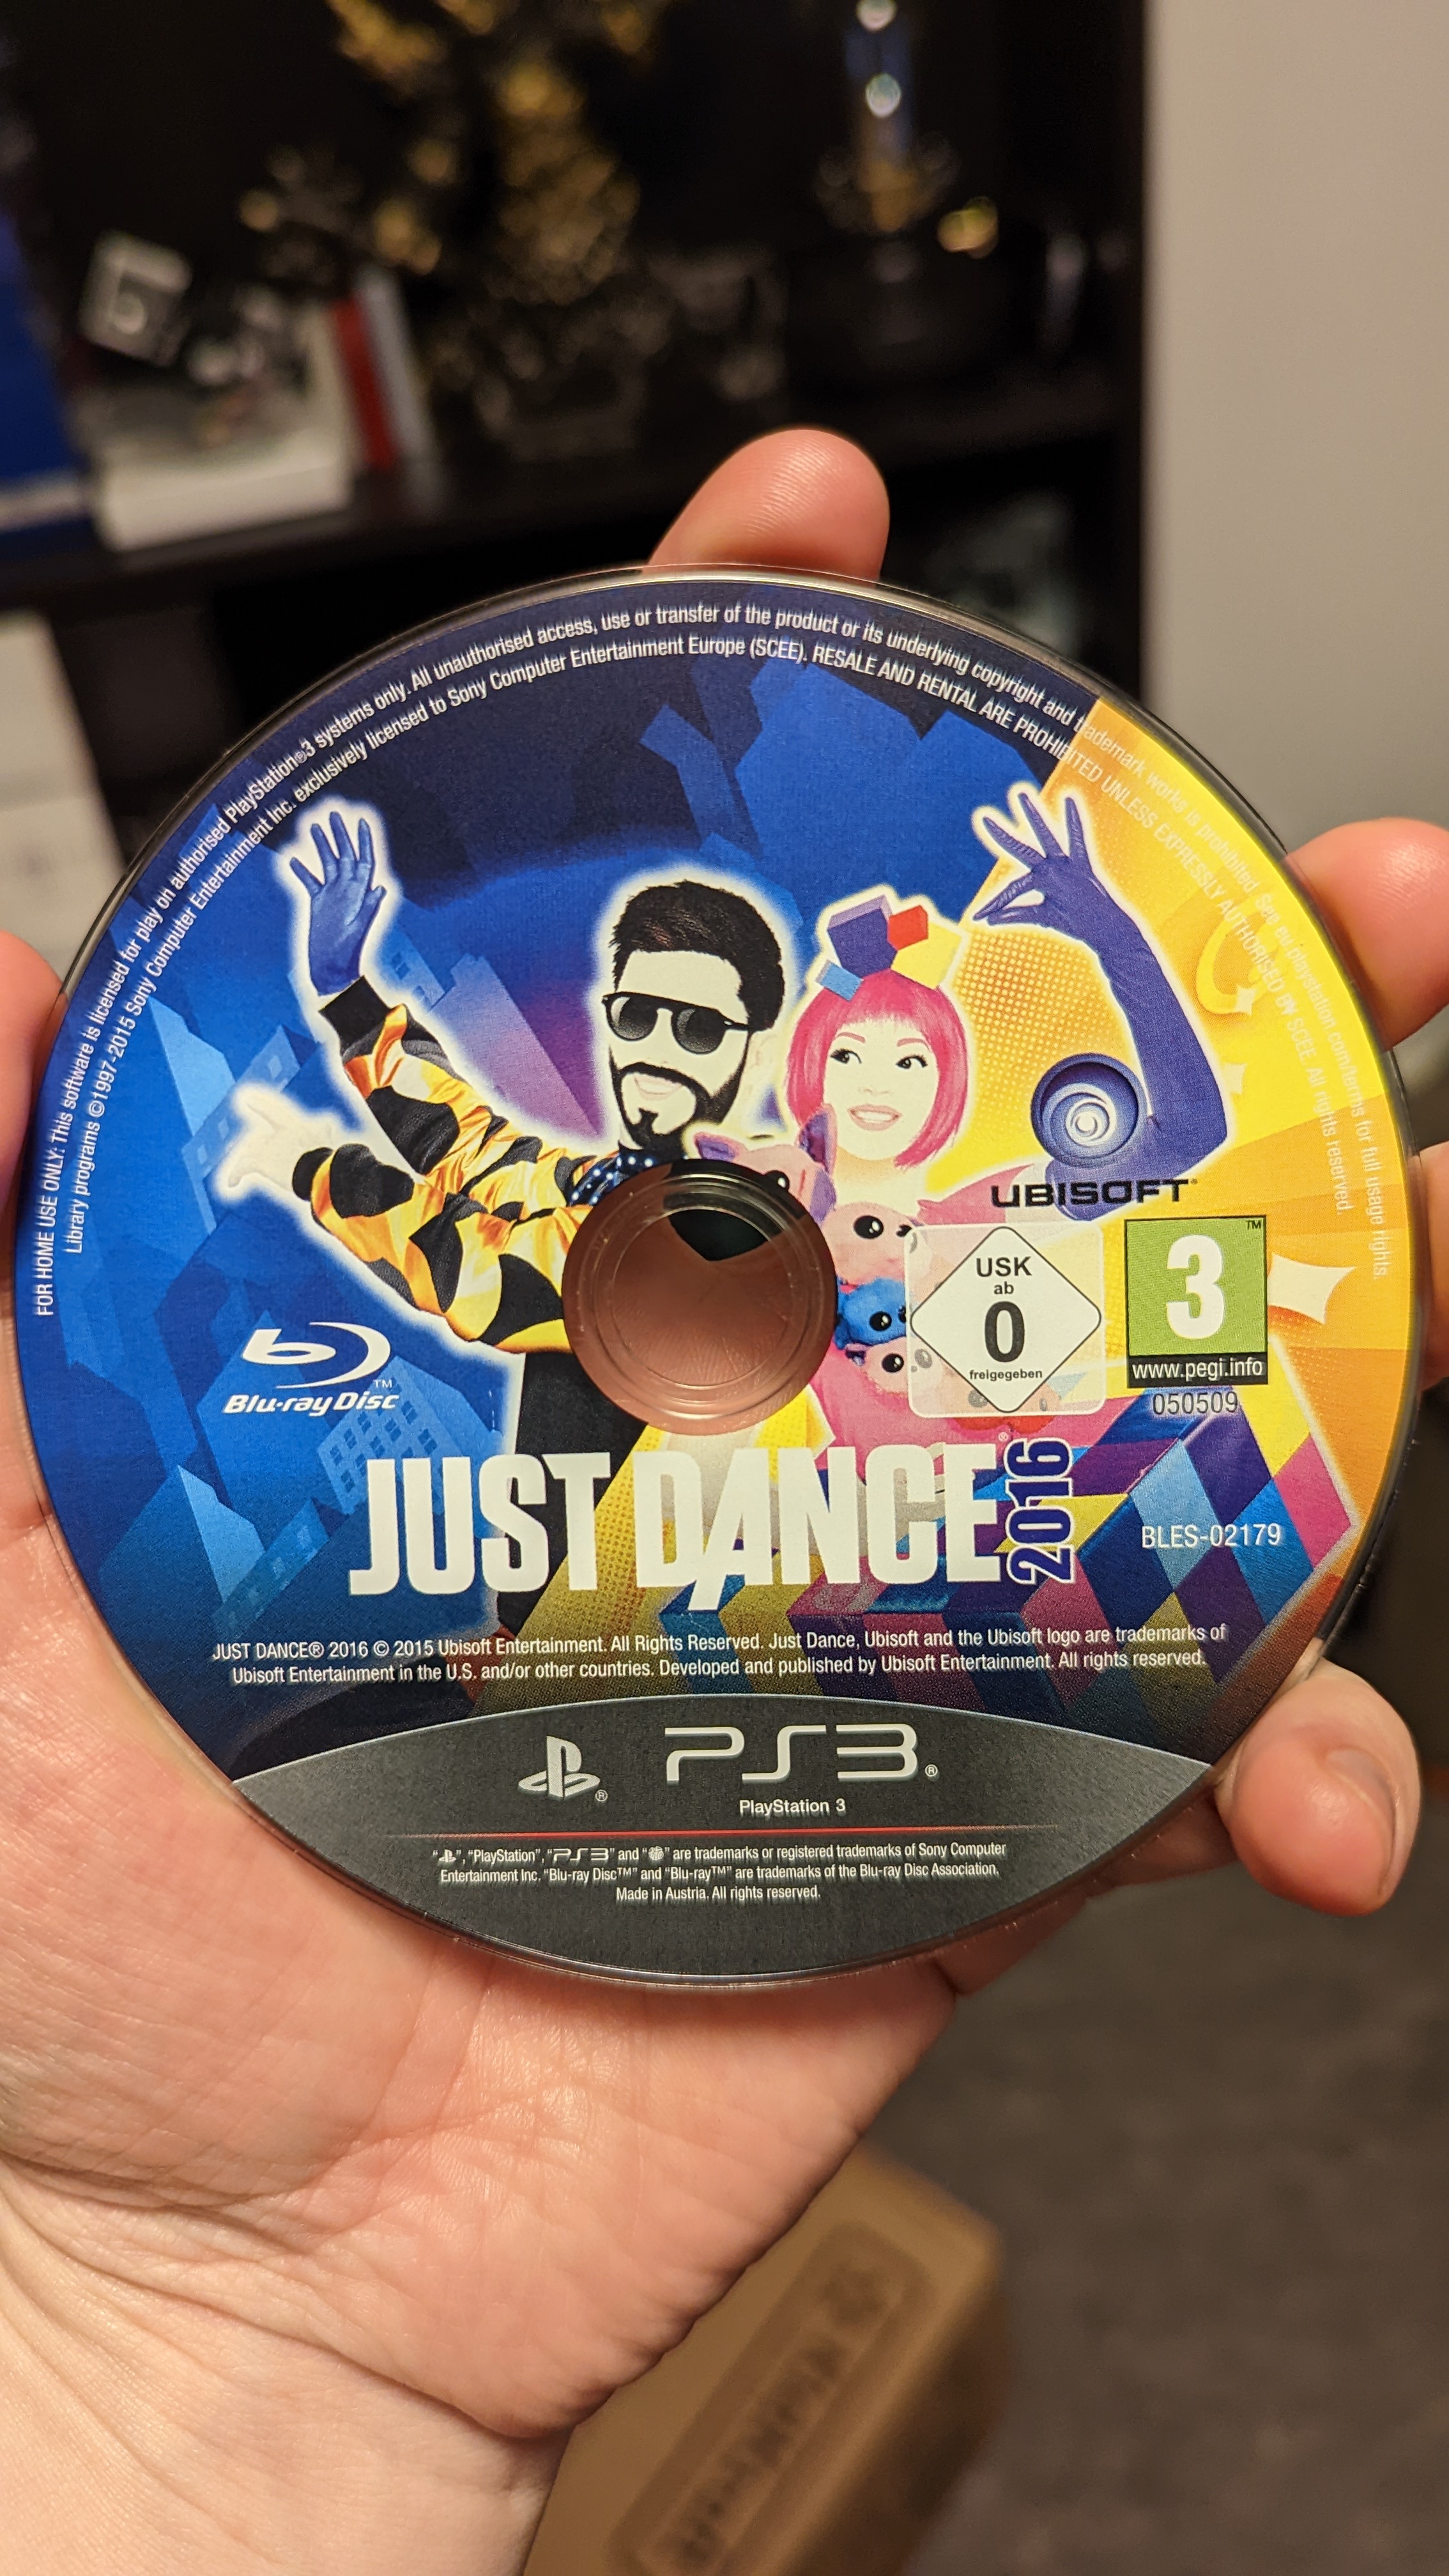 FOR HOME USE ONLY: This software is licensed for play on authorised PlayStation®3 systems only. All unauthorised access, use or transfer of the product or its underlying copyright and trademark works is prohibited. See eu.playstation.com/terms for full usage rights.
Library programs ©1997-2015 Sony Computer Entertainment Inc. exclusively licensed to Sony Computer Entertainment Europe (SCEE). RESALE AND RENTAL ARE PROHIBITED UNLESS EXPRESSLY AUTHORISED BY SCEE. All rights reserved.
UBISOFT
USK
ab
0
freigegeben
3™
www.pegi.info
050509
b™
Blu-ray Disc
JUST DANCE® 2016
BLES-02179
JUST DANCE® 2016 © 2015 Ubisoft Entertainment. All Rights Reserved. Just Dance, Ubisoft and the Ubisoft logo are trademarks of
Ubisoft Entertainment in the U.S. and/or other countries. Developed and published by Ubisoft Entertainment. All rights reserved.
® PS3®
PlayStation 3
“”, “PlayStation”, “PS3” and “” are trademarks or registered trademarks of Sony Computer
Entertainment Inc. “Blu-ray Disc™” and “Blu-ray™” are trademarks of the Blu-ray Disc Association.
Made in Austria. All rights reserved.